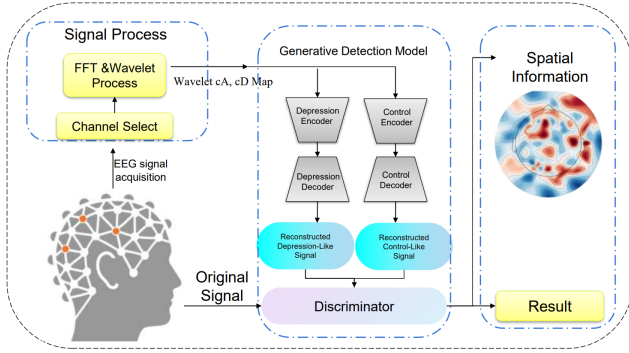 Signal Process
FFT &Wavelet
Process
Channel Select
EEG signal
acquisition
Original
Signal
Wavelet cA, cD Map
Generative Detection Model
Depression
Encoder
Control
Encoder
Depression
Decoder
Control
Decoder
Reconstructed
Depression-Like
Signal
Reconstructed
Control-Like
Signal
Discriminator
Spatial
Information
Result